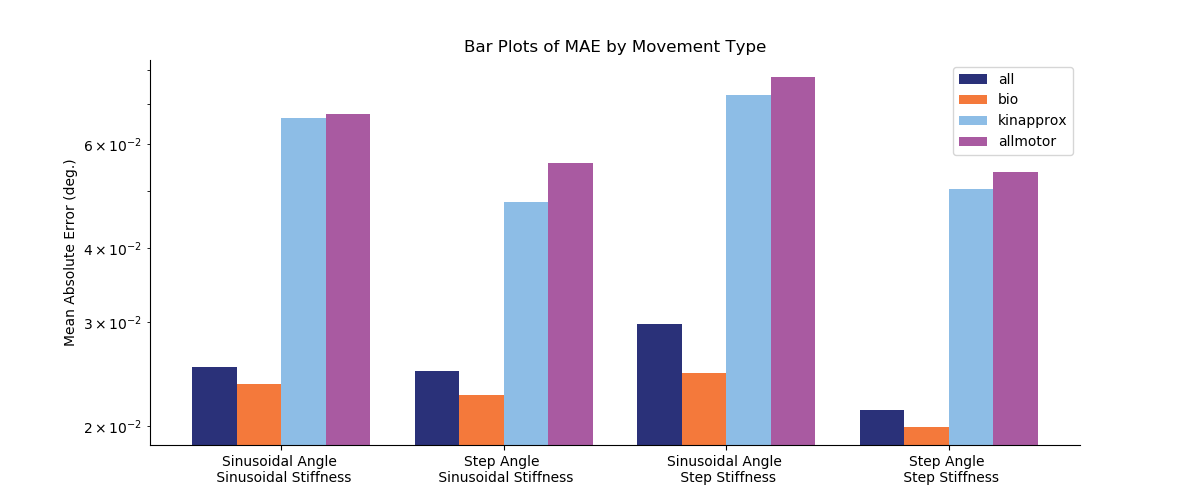 Bar Plots of MAE by Movement Type
all
bio
kinapprox
allmotor
Mean Absolute Error (deg.)
6 × 10⁻²
4 × 10⁻²
3 × 10⁻²
2 × 10⁻²
Sinusoidal Angle
Sinusoidal Stiffness
Step Angle
Sinusoidal Stiffness
Sinusoidal Angle
Step Stiffness
Step Angle
Step Stiffness